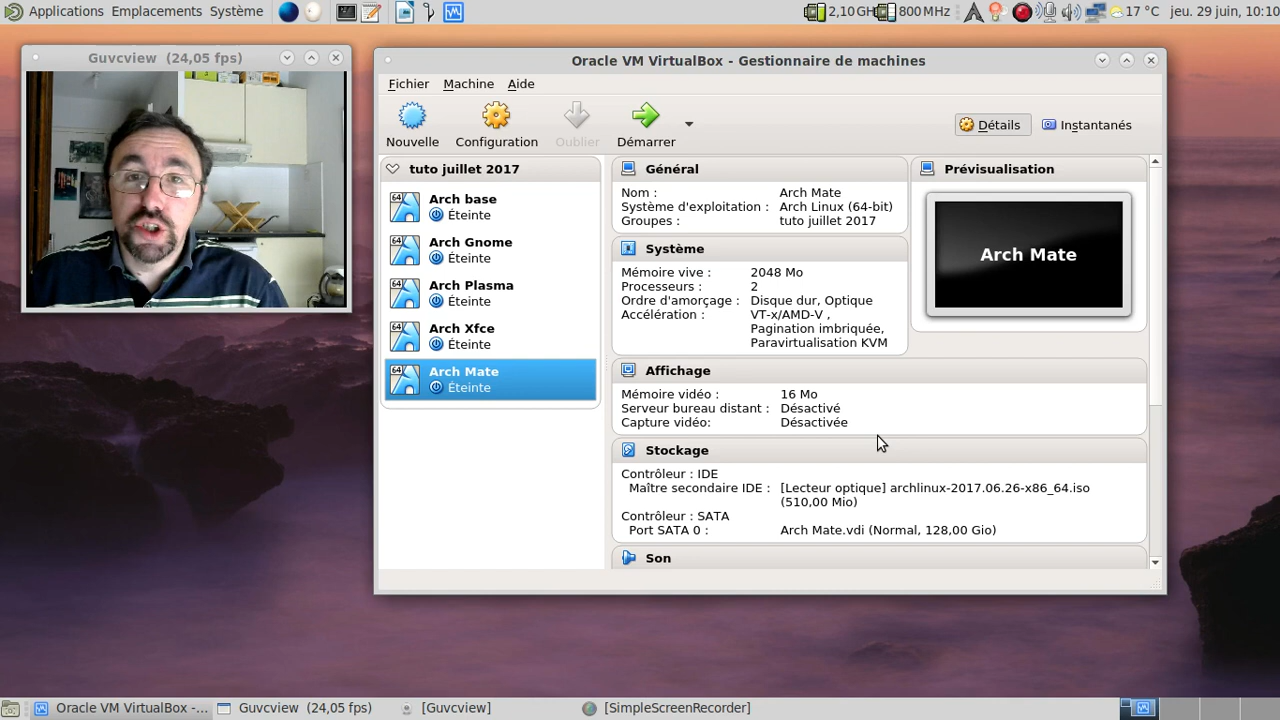 Applications Emplacements Système 2,10 GH 800 MHz 17 °C jeu. 29 juin, 10:10
Guvcview (24,05 fps)
Oracle VM VirtualBox - Gestionnaire de machines
Fichier Machine Aide
Nouvelle Configuration Oublier Démarrer Détails Instantanés
tuto juillet 2017
64 Arch base
Éteinte
64 Arch Gnome
Éteinte
64 Arch Plasma
Éteinte
64 Arch Xfce
Éteinte
64 Arch Mate
Éteinte
Général
Nom : Arch Mate
Système d'exploitation : Arch Linux (64-bit)
Groupes : tuto juillet 2017
Système
Mémoire vive : 2048 Mo
Processeurs : 2
Ordre d'amorçage : Disque dur, Optique
Accélération : VT-x/AMD-V ,
Pagination imbriquée,
Paravirtualisation KVM
Prévisualisation
Arch Mate
Affichage
Mémoire vidéo : 16 Mo
Serveur bureau distant : Désactivé
Capture vidéo: Désactivée
Stockage
Contrôleur : IDE
Maître secondaire IDE : [Lecteur optique] archlinux-2017.06.26-x86_64.iso
(510,00 Mio)
Contrôleur : SATA
Port SATA 0 : Arch Mate.vdi (Normal, 128,00 Gio)
Son
Oracle VM VirtualBox -... Guvcview (24,05 fps) [Guvcview] [SimpleScreenRecorder]